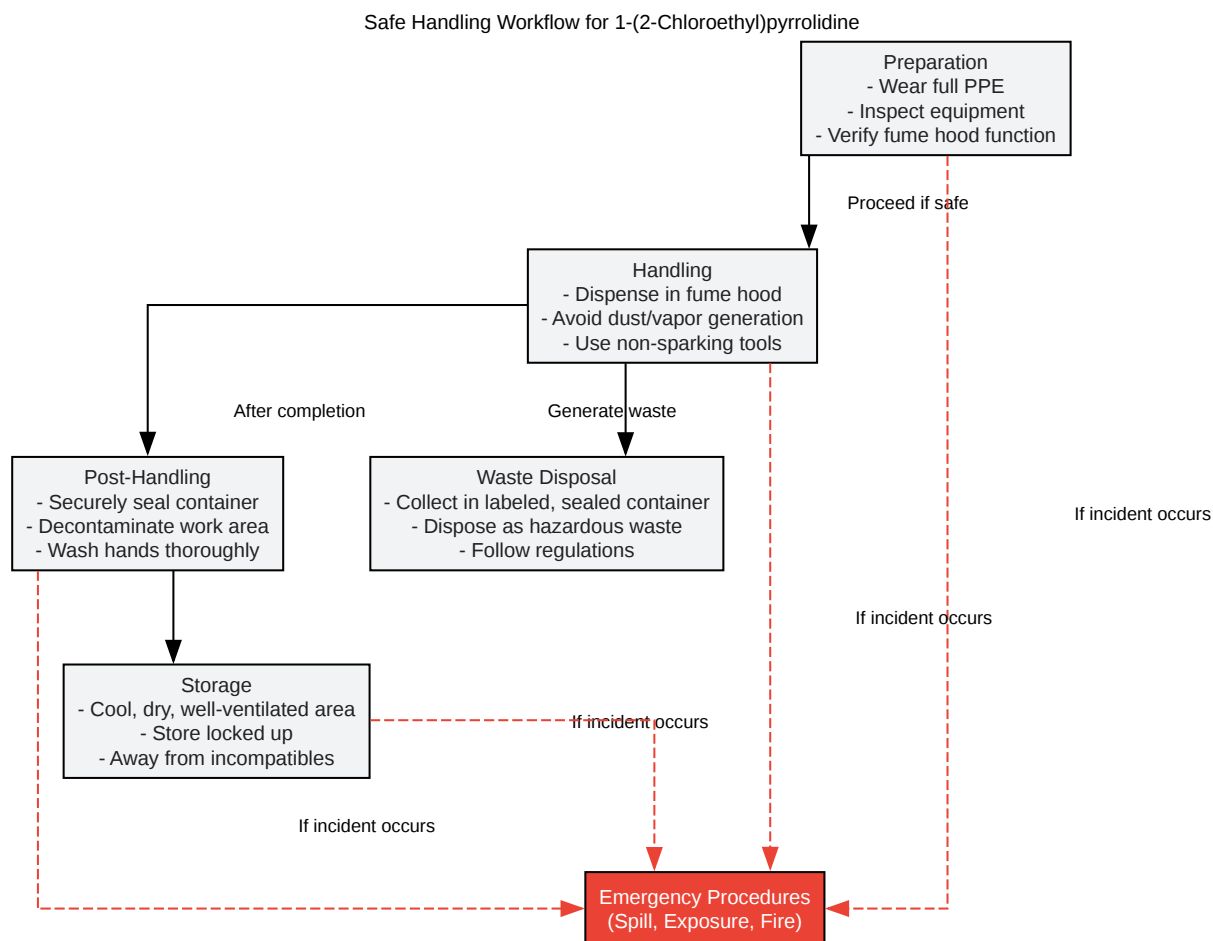 Safe Handling Workflow for 1-(2-Chloroethyl)pyrrolidine
Preparation
- Wear full PPE
- Inspect equipment
- Verify fume hood function
Proceed if safe
Handling
- Dispense in fume hood
- Avoid dust/vapor generation
- Use non-sparking tools
After completion
Generate waste
Post-Handling
- Securely seal container
- Decontaminate work area
- Wash hands thoroughly
Waste Disposal
- Collect in labeled, sealed container
- Dispose as hazardous waste
- Follow regulations
If incident occurs
If incident occurs
Storage
- Cool, dry, well-ventilated area
- Store locked up
- Away from incompatibles
If incident occurs
If incident occurs
Emergency Procedures
(Spill, Exposure, Fire)